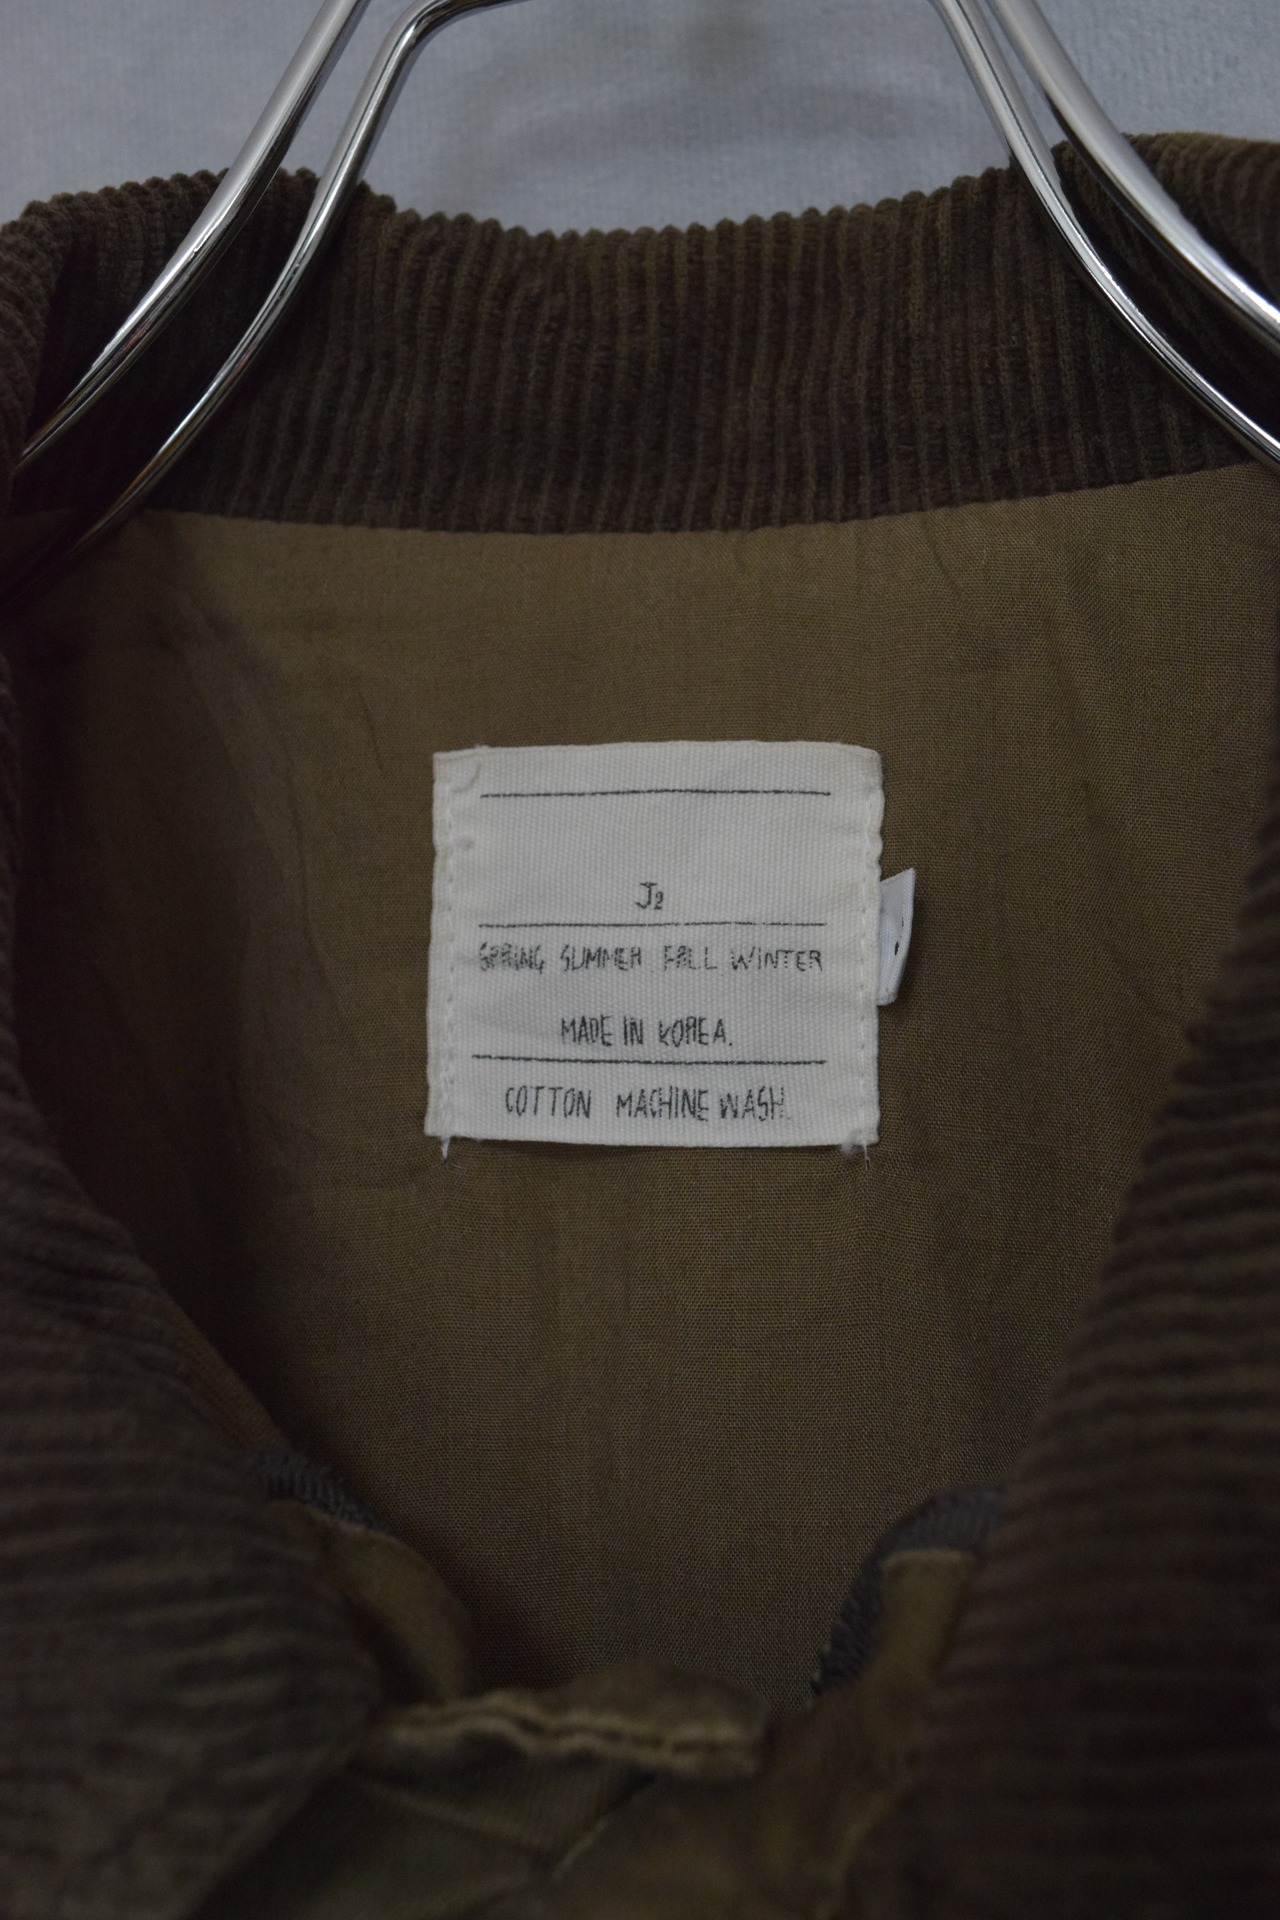 J2
SPRING SUMMER FALL WINTER
MADE IN KOREA.
COTTON MACHINE WASH.